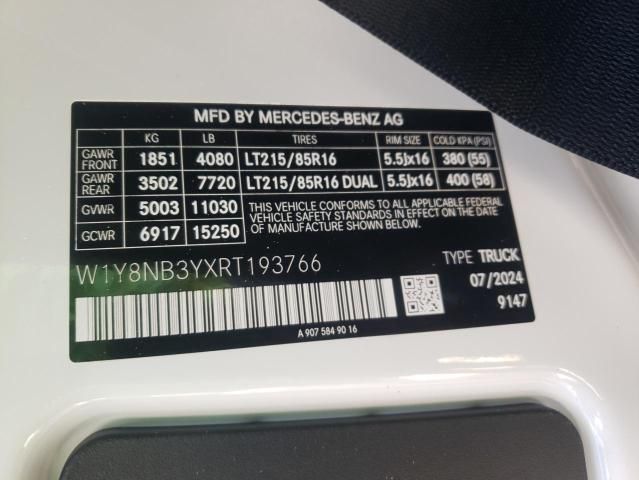 MFD BY MERCEDES-BENZ AG
KG LB TIRES RIM SIZE COLD KPA (PSI)
GAWR FRONT 1851 4080 LT215/85R16 5.5Jx16 380 (55)
GAWR REAR 3502 7720 LT215/85R16 DUAL 5.5Jx16 400 (58)
GVWR 5003 11030 THIS VEHICLE CONFORMS TO ALL APPLICABLE FEDERAL
VEHICLE SAFETY STANDARDS IN EFFECT ON THE DATE
GCWR 6917 15250 OF MANUFACTURE SHOWN ABOVE.
W1Y8NB3YXRT193766 TYPE TRUCK
07/2024
9147
A 907 584 90 16